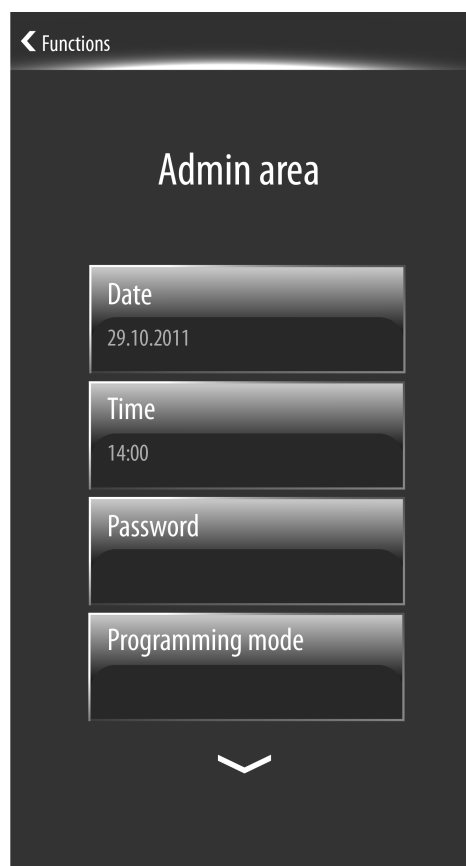 Functions
Admin area
Date
29.10.2011
Time
14:00
Password
Programming mode